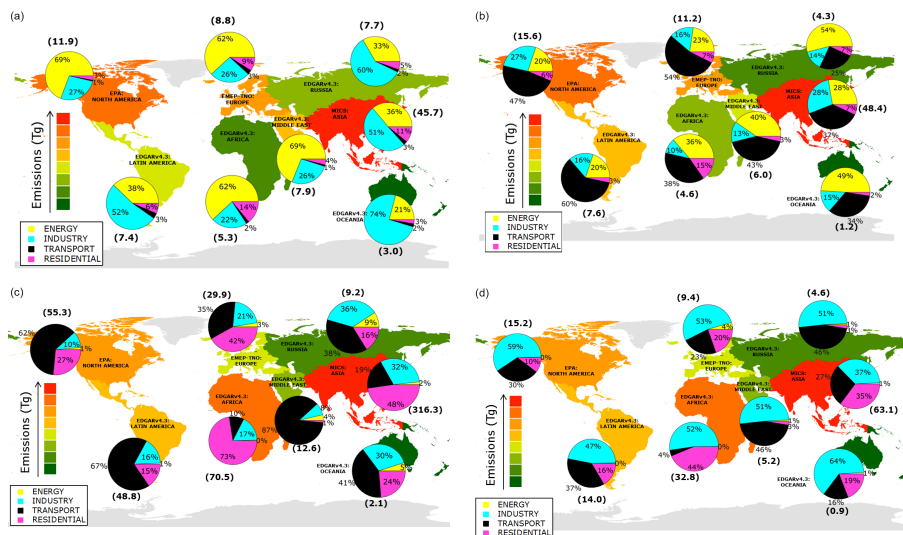 (a)
(11.9)
69%
3%
1%
27%
(8.8)
62%
9%
3%
26%
(7.7)
33%
5%
2%
60%
EPA:
NORTH AMERICA
EMEP-TNO:
EUROPE
EDGARv4.3:
RUSSIA
EDGARv4.3:
MIDDLE EAST
MICS:
ASIA
(45.7)
36%
11%
3%
51%
EDGARv4.3:
AFRICA
69%
4%
1%
26%
(7.9)
EDGARv4.3:
LATIN AMERICA
38%
6%
3%
52%
(7.4)
62%
14%
2%
22%
(5.3)
EDGARv4.3:
OCEANIA
21%
3%
2%
74%
(3.0)
Emissions (Tg)
ENERGY
INDUSTRY
TRANSPORT
RESIDENTIAL
(b)
(15.6)
27%
20%
6%
47%
(11.2)
16%
23%
7%
54%
(4.3)
54%
7%
14%
25%
EPA:
NORTH AMERICA
EMEP-TNO:
EUROPE
EDGARv4.3:
RUSSIA
EDGARv4.3:
MIDDLE EAST
MICS:
ASIA
28%
28%
7%
37%
(48.4)
EDGARv4.3:
AFRICA
10%
36%
15%
38%
(4.6)
40%
13%
3%
43%
(6.0)
EDGARv4.3:
LATIN AMERICA
16%
20%
3%
60%
(7.6)
EDGARv4.3:
OCEANIA
49%
15%
2%
34%
(1.2)
Emissions (Tg)
ENERGY
INDUSTRY
TRANSPORT
RESIDENTIAL
(c)
(55.3)
62%
10%
27%
(29.9)
35%
21%
3%
42%
(9.2)
36%
9%
16%
38%
EPA:
NORTH AMERICA
EMEP-TNO:
EUROPE
EDGARv4.3:
RUSSIA
EDGARv4.3:
MIDDLE EAST
MICS:
ASIA
19%
32%
2%
48%
(316.3)
EDGARv4.3:
AFRICA
10%
17%
0%
73%
(70.5)
87%
8%
4%
1%
(12.6)
EDGARv4.3:
LATIN AMERICA
67%
16%
1%
15%
(48.8)
EDGARv4.3:
OCEANIA
30%
5%
24%
41%
(2.1)
Emissions (Tg)
ENERGY
INDUSTRY
TRANSPORT
RESIDENTIAL
(d)
(15.2)
59%
0%
10%
30%
(9.4)
53%
4%
20%
23%
(4.6)
51%
1%
3%
46%
EPA:
NORTH AMERICA
EMEP-TNO:
EUROPE
EDGARv4.3:
RUSSIA
EDGARv4.3:
MIDDLE EAST
MICS:
ASIA
27%
37%
1%
35%
(63.1)
EDGARv4.3:
AFRICA
52%
0%
4%
44%
(32.8)
51%
1%
3%
46%
(5.2)
EDGARv4.3:
LATIN AMERICA
47%
0%
16%
37%
(14.0)
EDGARv4.3:
OCEANIA
64%
1%
19%
16%
(0.9)
Emissions (Tg)
ENERGY
INDUSTRY
TRANSPORT
RESIDENTIAL